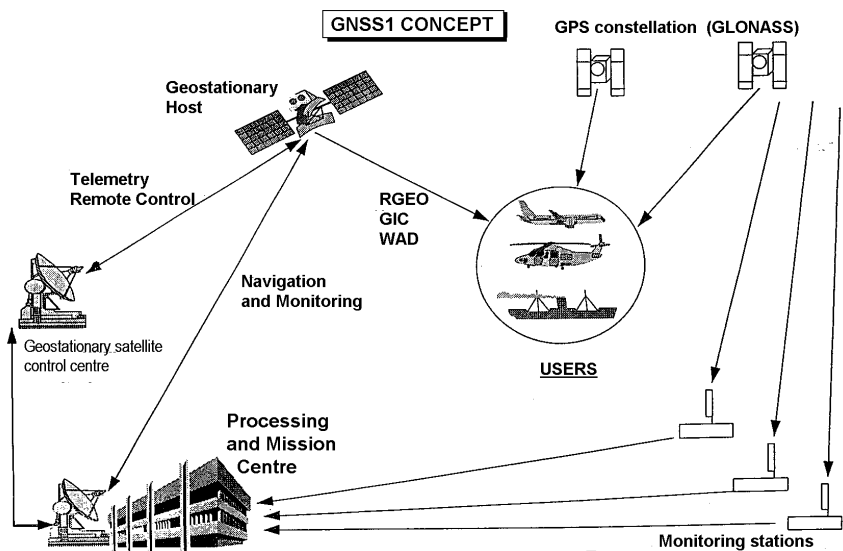 GNSS1 CONCEPT
GPS constellation (GLONASS)
Geostationary
Host
Telemetry
Remote Control
RGEO
GIC
WAD
Navigation
and Monitoring
Geostationary satellite
control centre
USERS
Processing
and Mission
Centre
Monitoring stations